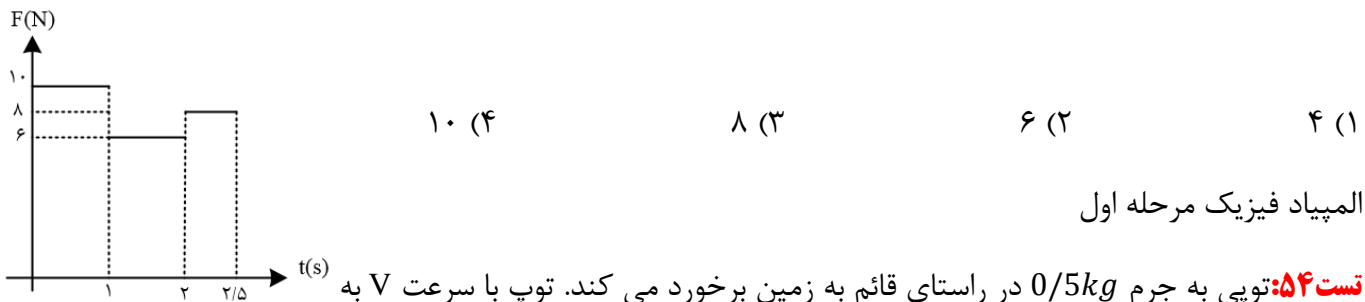 F(N)
۱۰
۸
۶
۱ ۲ ۲/۵ t(s)
۱) ۴ ۲) ۶ ۳) ۸ ۴) ۱۰
المپیاد فیزیک مرحله اول
تست۵۴:توپی به جرم 0/5kg در راستای قائم به زمین برخورد می کند. توپ با سرعت V به